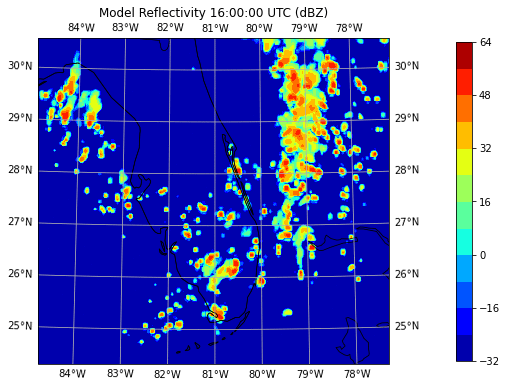 Model Reflectivity 16:00:00 UTC (dBZ)
84°W 83°W 82°W 81°W 80°W 79°W 78°W
30°N 30°N
29°N 29°N
28°N 28°N
27°N 27°N
26°N 26°N
25°N 25°N
84°W 83°W 82°W 81°W 80°W 79°W 78°W
64
48
32
16
0
−16
−32